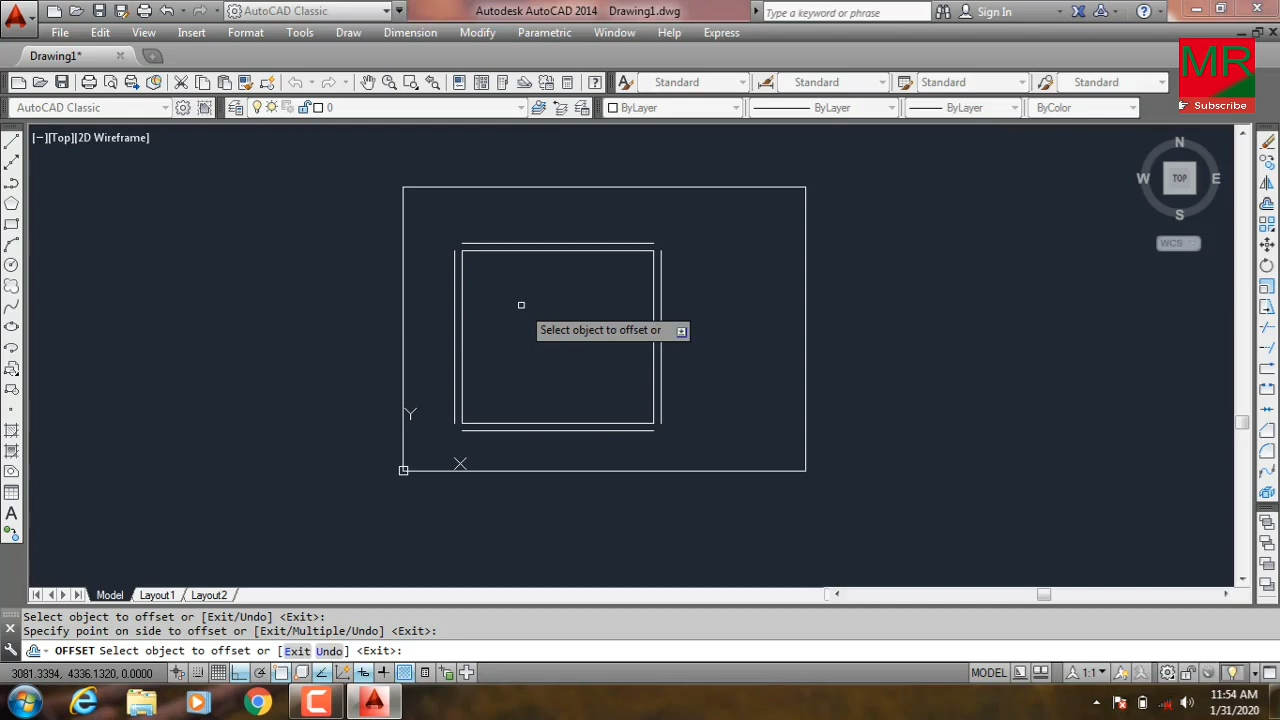 AutoCAD Classic
Autodesk AutoCAD 2014 Drawing1.dwg
Type a keyword or phrase
Sign In
File Edit View Insert Format Tools Draw Dimension Modify Parametric Window Help Express
Drawing1*
MR
Subscribe
Standard Standard Standard Standard
AutoCAD Classic
0
ByLayer ByLayer ByLayer ByColor
[−][Top][2D Wireframe]
N
W TOP E
S
WCS
Select object to offset or
Y
X
A
Model Layout1 Layout2
Select object to offset or [Exit/Undo] <Exit>:
Specify point on side to offset or [Exit/Multiple/Undo] <Exit>:
OFFSET Select object to offset or [Exit Undo] <Exit>:
3081.3394, 4336.1320, 0.0000
MODEL
1:1
11:54 AM
1/31/2020